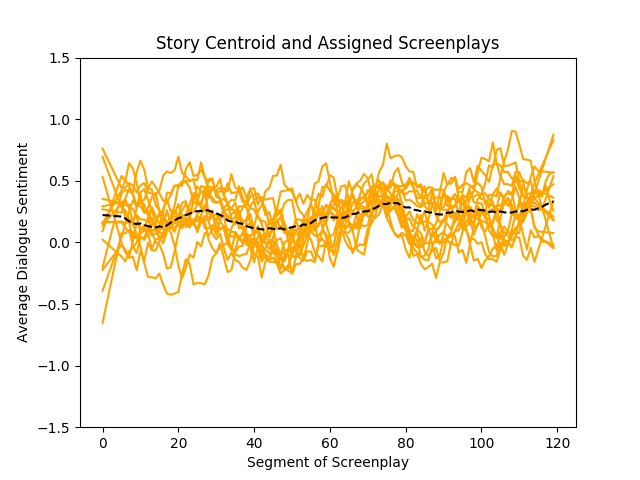 Story Centroid and Assigned Screenplays
1.5
1.0
0.5
0.0
−0.5
−1.0
−1.5
Average Dialogue Sentiment
0 20 40 60 80 100 120
Segment of Screenplay